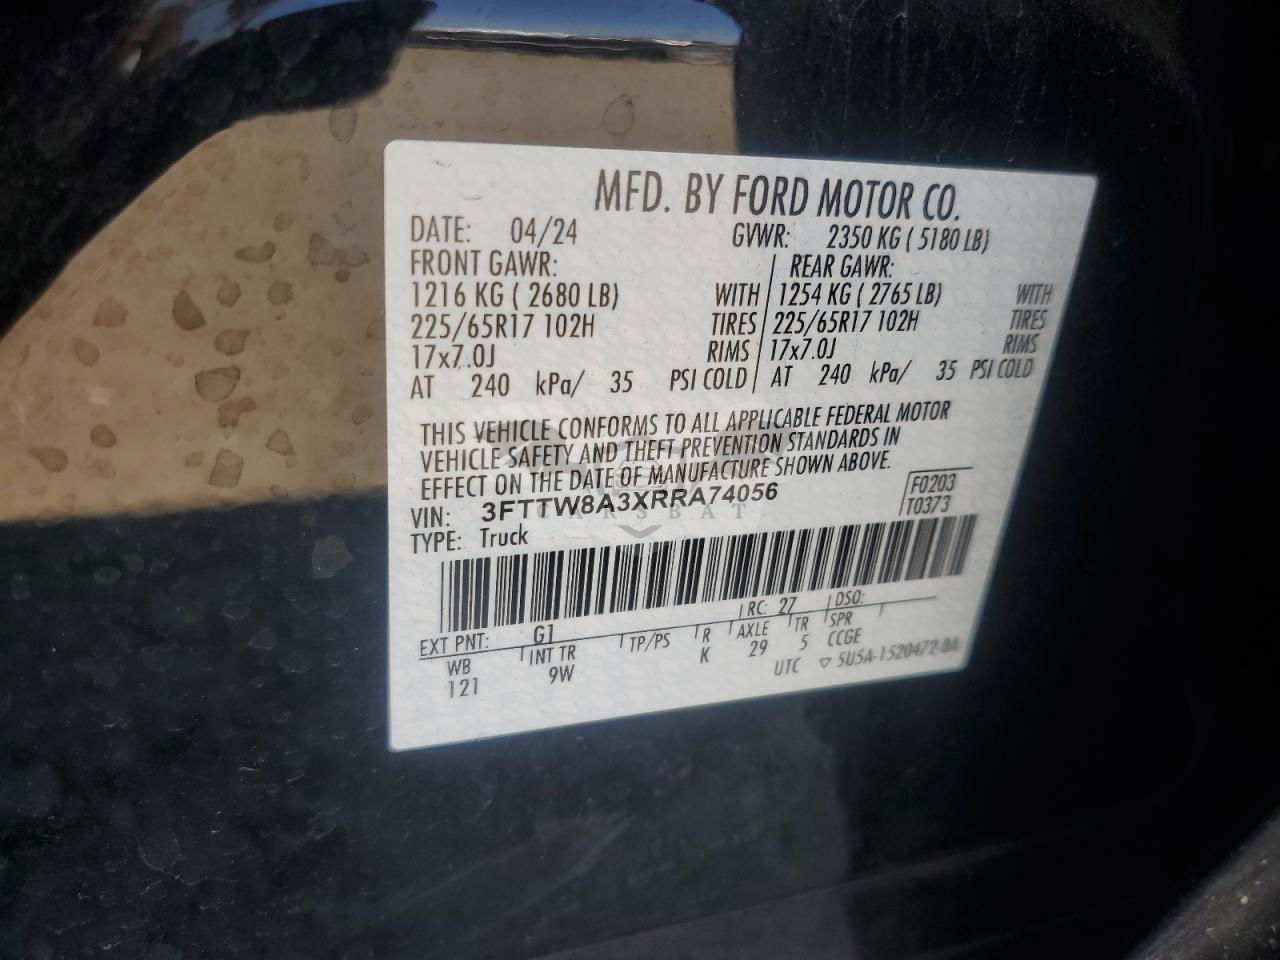 MFD. BY FORD MOTOR CO.
DATE: 04/24 GVWR: 2350 KG ( 5180 LB)
FRONT GAWR: REAR GAWR:
1216 KG ( 2680 LB) WITH 1254 KG ( 2765 LB) WITH
225/65R17 102H TIRES 225/65R17 102H TIRES
17x7.0J RIMS 17x7.0J RIMS
AT 240 kPa/ 35 PSI COLD AT 240 kPa/ 35 PSI COLD
THIS VEHICLE CONFORMS TO ALL APPLICABLE FEDERAL MOTOR
VEHICLE SAFETY AND THEFT PREVENTION STANDARDS IN
EFFECT ON THE DATE OF MANUFACTURE SHOWN ABOVE.
F0203
VIN: 3FTTW8A3XRRA74056 T0373
CARSBAT
TYPE: Truck
RC: 27 DSO:
EXT PNT: G1
WB INT TR TP/PS R AXLE TR SPR
121 9W K 29 5 CCGE
UTC ▽ 5U5A-1520472-BA